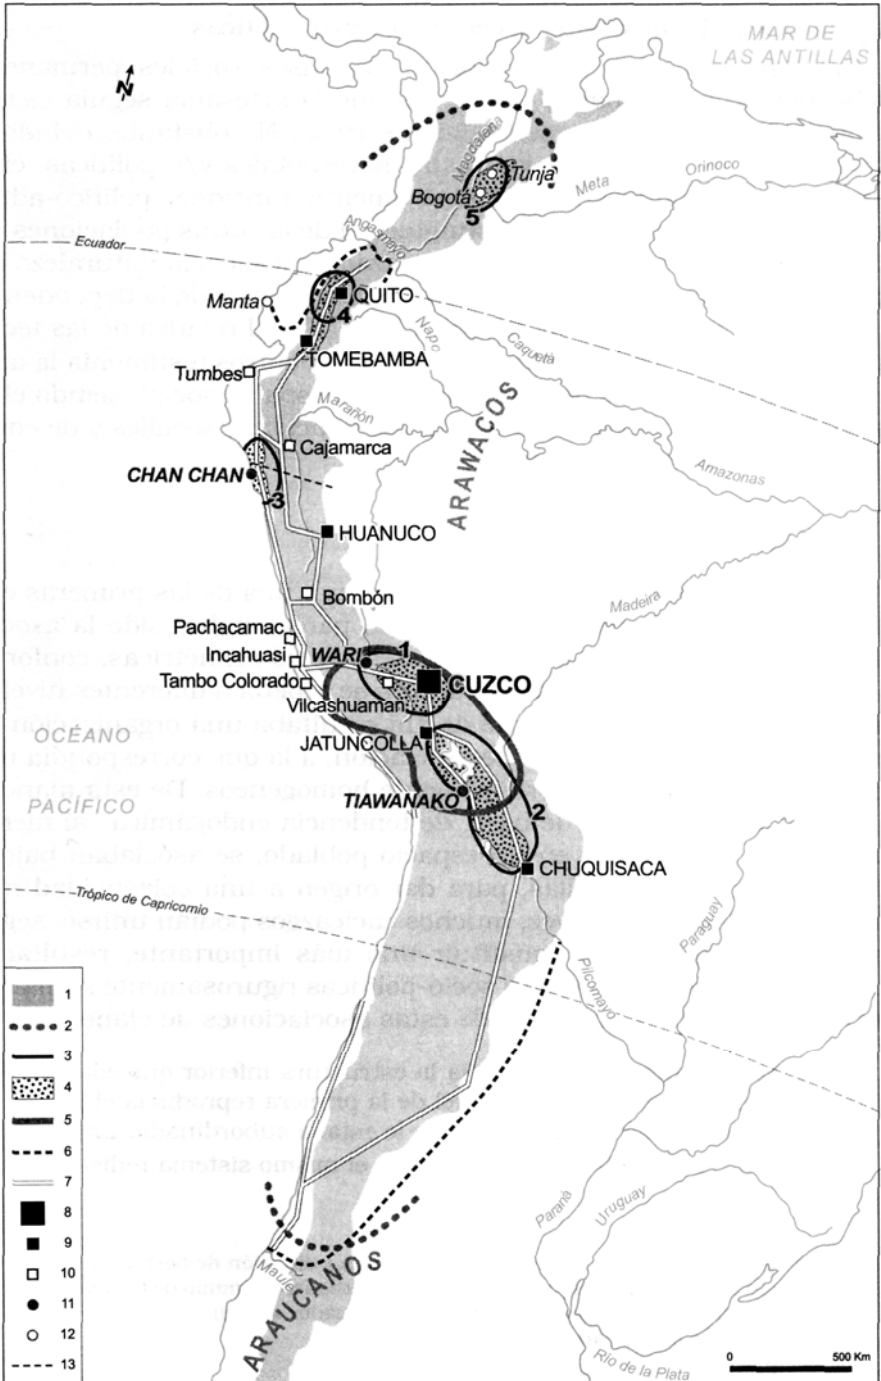 MAR DE
LAS ANTILLAS
N
Magdalena
Tunja
Orinoco
Bogotá
Meta
5
Angasmayo
Ecuador
Manta
QUITO
4
Napo
TOMEBAMBA
Caquetá
Tumbes
Marañón
ARAWACOS
Cajamarca
Amazonas
CHAN CHAN
3
HUANUCO
Bombón
Madeira
Pachacamac
1
Incahuasi
WARI
Tambo Colorado
CUZCO
Vilcashuaman
OCÉANO
JATUNCOLLA
PACÍFICO
TIAWANAKO
2
CHUQUISACA
Trópico de Capricornio
Paraguay
Pilcomayo
1
2
3
4
5
6
7
8
9
10
11
12
13
Paraná
Uruguay
Maule
ARAUCANOS
Río de la Plata
0
500 Km